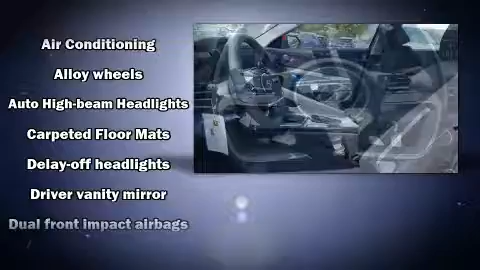 Air Conditioning
Alloy wheels
Auto High-beam Headlights
Carpeted Floor Mats
Delay-off headlights
Driver vanity mirror
Dual front impact airbags